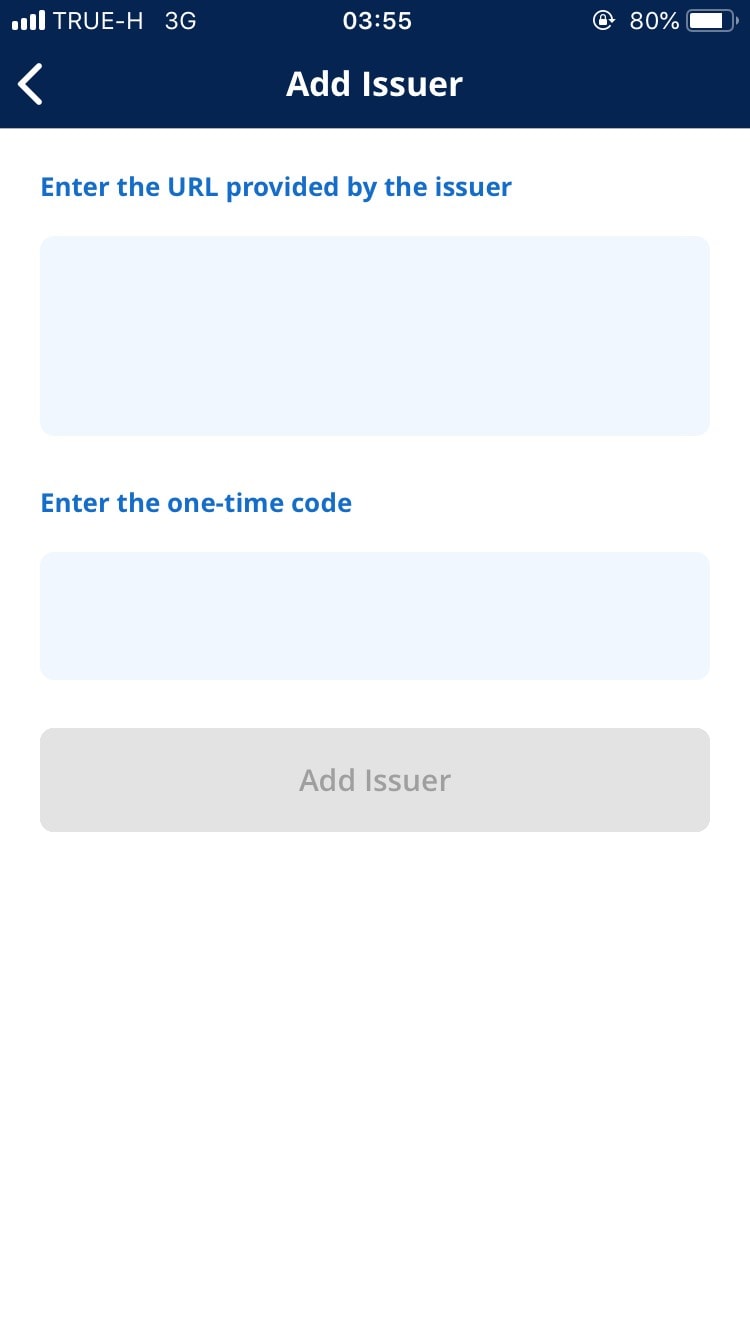 TRUE-H 3G 03:55 80%
Add Issuer
Enter the URL provided by the issuer
Enter the one-time code
Add Issuer